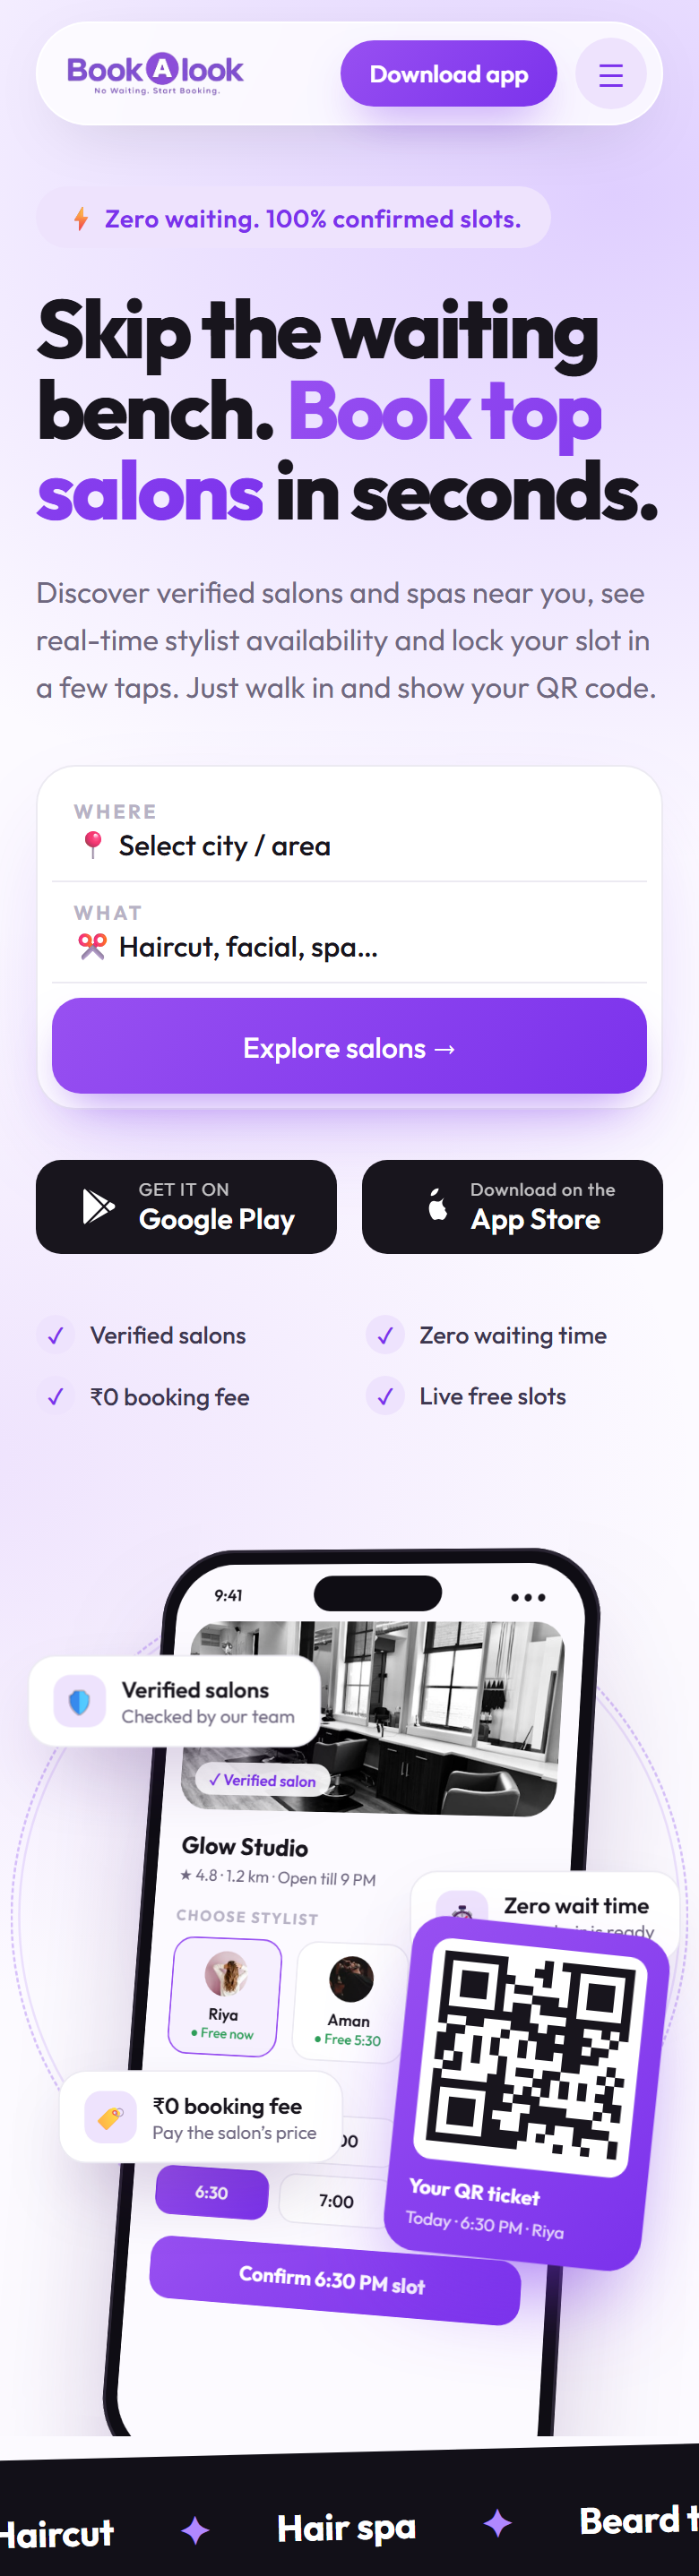 Book A look
No Waiting. Start Booking.
Download app
Zero waiting. 100% confirmed slots.
Skip the waiting
bench. Book top
salons in seconds.
Discover verified salons and spas near you, see
real-time stylist availability and lock your slot in
a few taps. Just walk in and show your QR code.
WHERE
Select city / area
WHAT
Haircut, facial, spa...
Explore salons →
GET IT ON
Google Play
Download on the
App Store
✓ Verified salons
✓ Zero waiting time
✓ ₹0 booking fee
✓ Live free slots
9:41
Verified salons
Checked by our team
✓ Verified salon
Glow Studio
★ 4.8 · 1.2 km · Open till 9 PM
Zero wait time
is ready
CHOOSE STYLIST
Riya
● Free now
Aman
● Free 5:30
₹0 booking fee
Pay the salon's price
00
6:30
7:00
Your QR ticket
Today · 6:30 PM · Riya
Confirm 6:30 PM slot
Haircut ✦ Hair spa ✦ Beard t